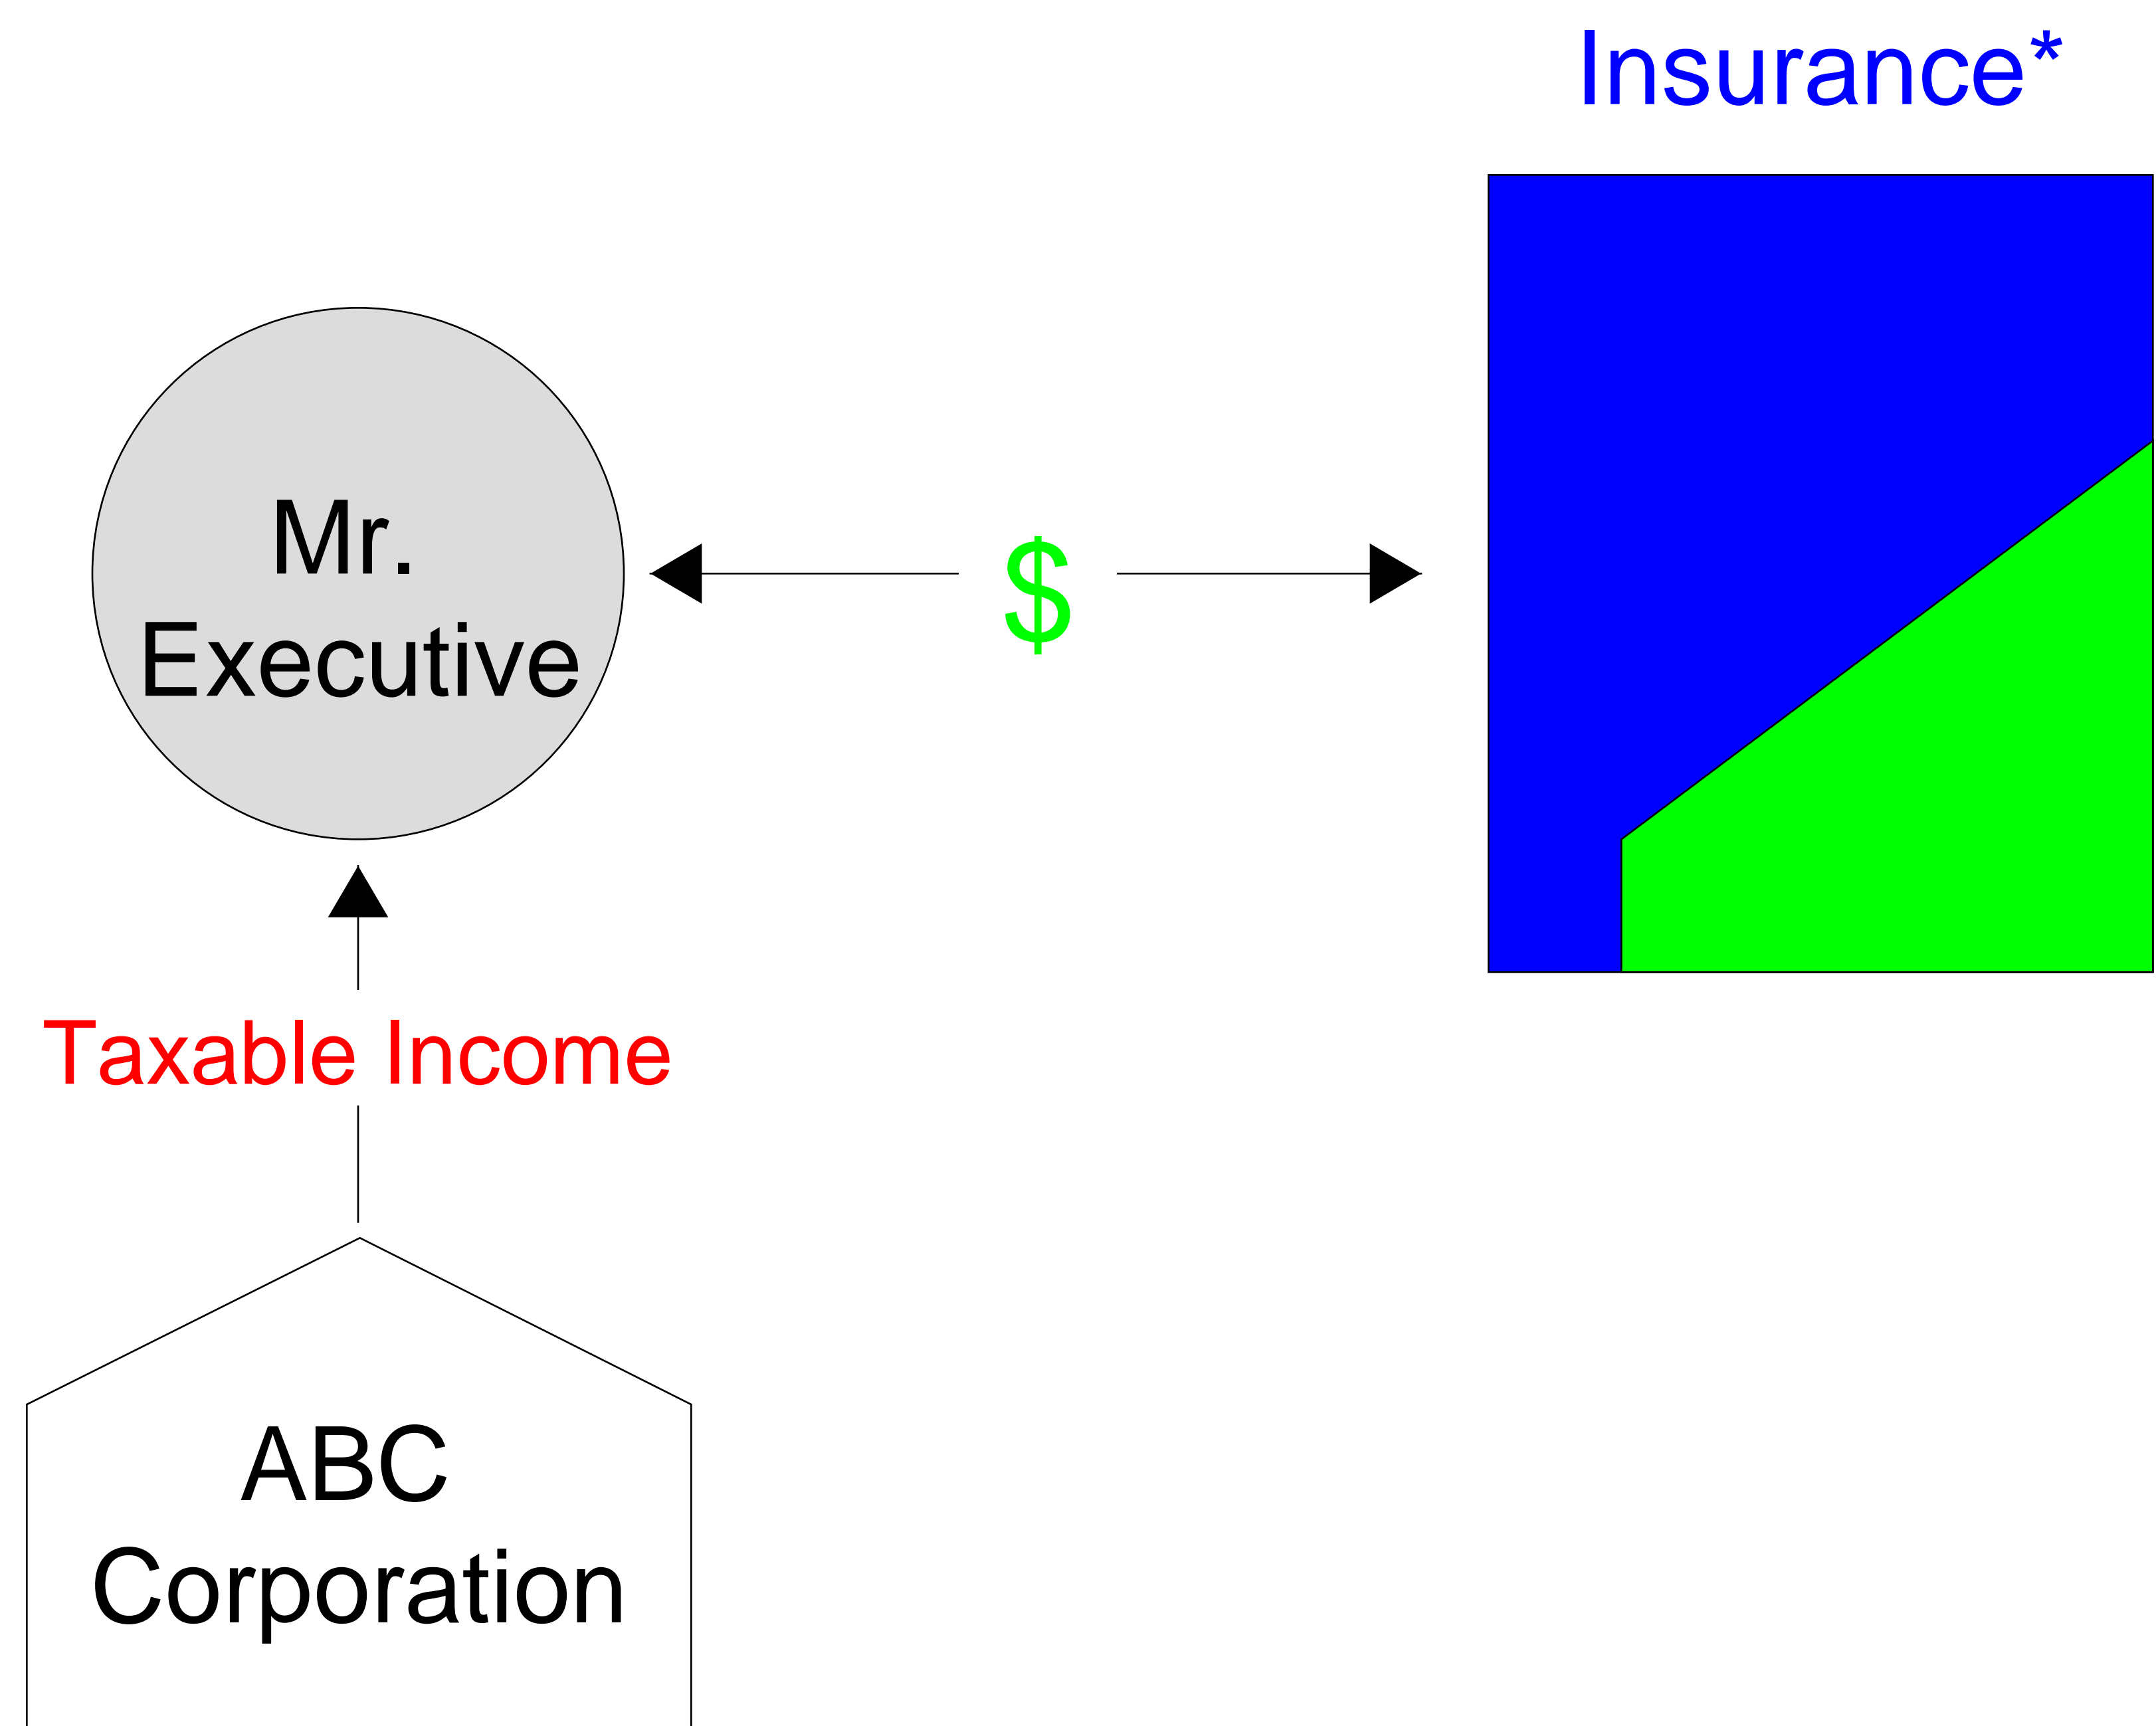 Insurance*
Mr.
Executive
$
Taxable Income
ABC
Corporation